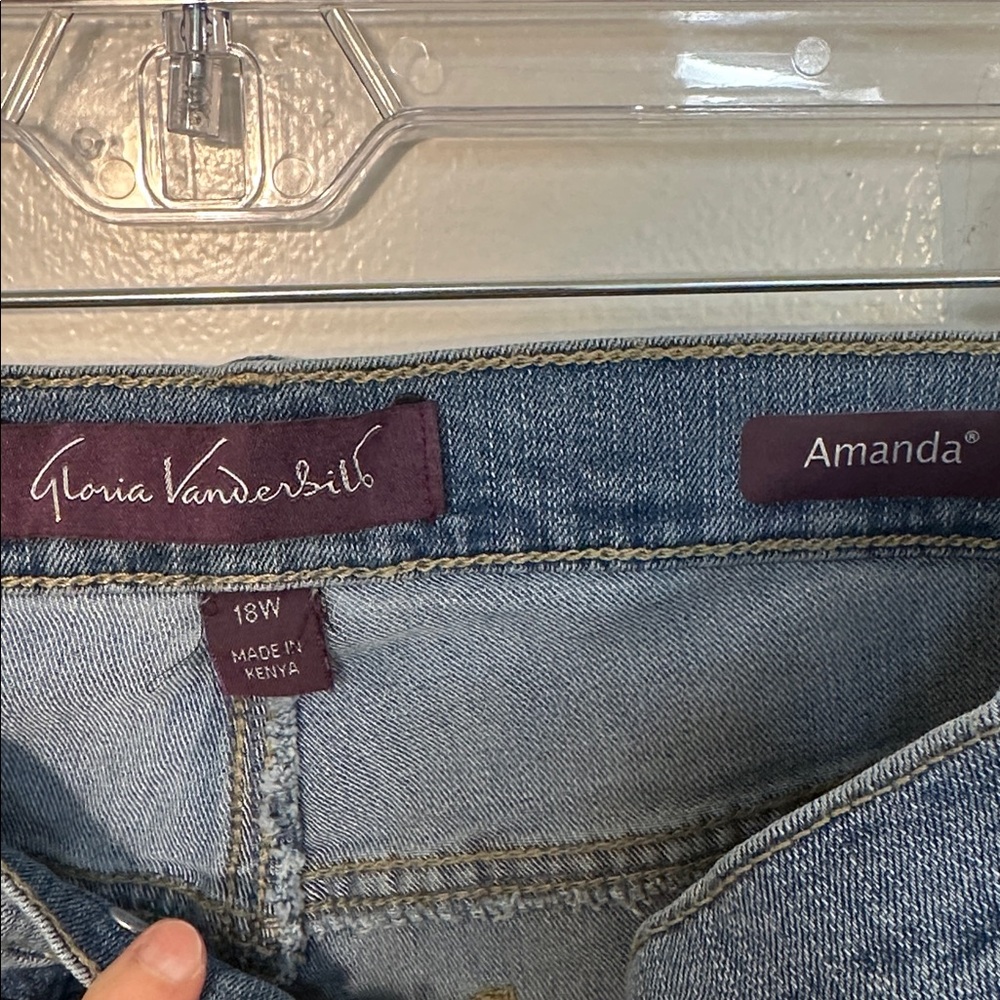 Gloria Vanderbilt
Amanda®
18W
MADE IN
KENYA